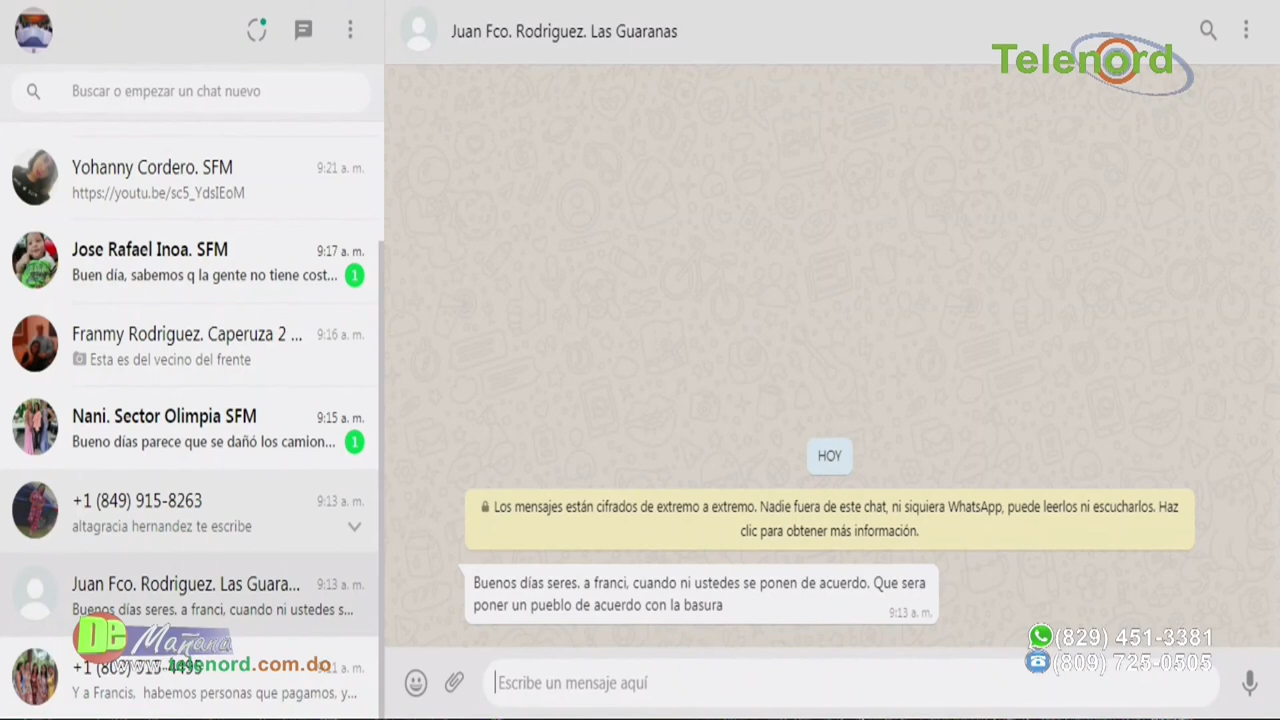 Juan Fco. Rodriguez. Las Guaranas
Telenord
Buscar o empezar un chat nuevo
Yohanny Cordero. SFM
9:21 a. m.
https://youtu.be/sc5_YdsIEoM
Jose Rafael Inoa. SFM
9:17 a. m.
Buen día, sabemos q la gente no tiene cost...
1
Franmy Rodriguez. Caperuza 2 ...
9:16 a. m.
Esta es del vecino del frente
Nani. Sector Olimpia SFM
9:15 a. m.
Bueno días parece que se dañó los camion...
1
+1 (849) 915-8263
9:13 a. m.
altagracia hernandez te escribe
Juan Fco. Rodriguez. Las Guara...
9:13 a. m.
Buenos días seres. a franci, cuando ni ustedes s...
De Mañana
www.telenord.com.do
Y a Francis, habemos personas que pagamos, y...
HOY
Los mensajes están cifrados de extremo a extremo. Nadie fuera de este chat, ni siquiera WhatsApp, puede leerlos ni escucharlos. Haz
clic para obtener más información.
Buenos días seres. a franci, cuando ni ustedes se ponen de acuerdo. Que sera
poner un pueblo de acuerdo con la basura
9:13 a. m.
(829) 451-3381
(809) 725-0505
Escribe un mensaje aquí